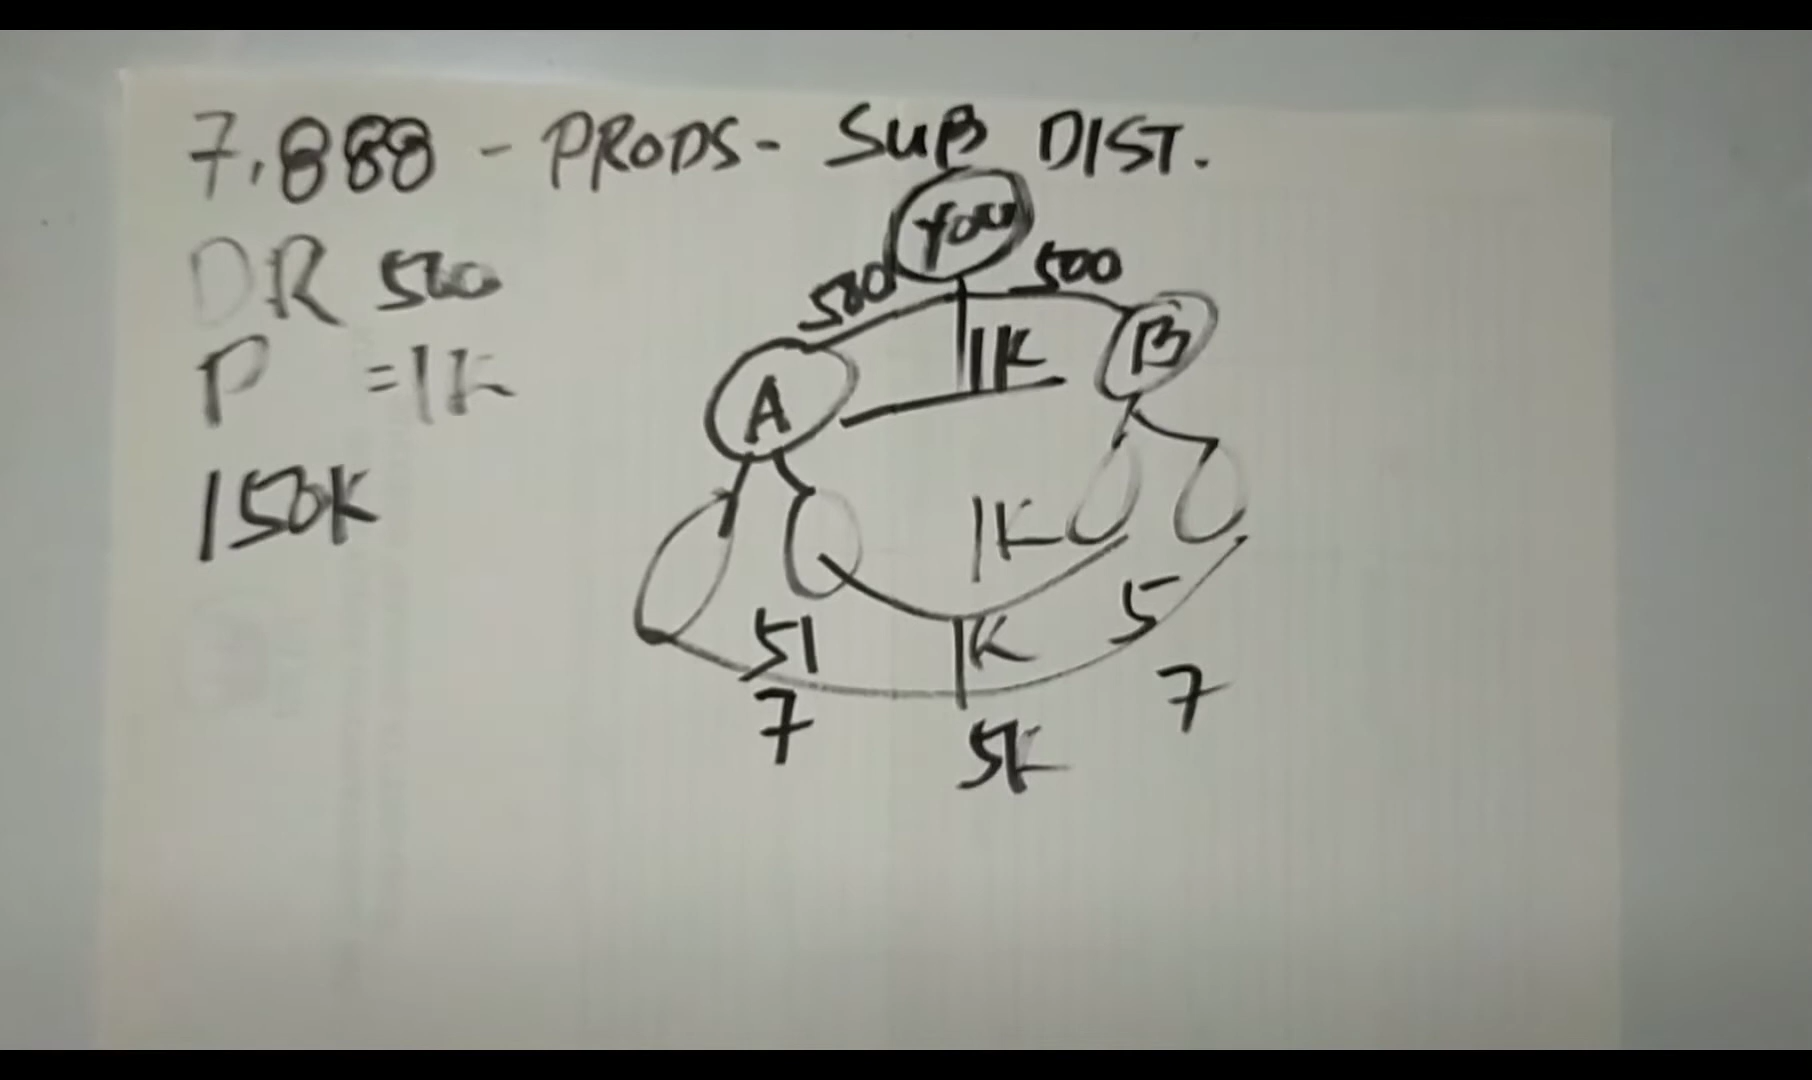 7,888 - PRODS - SUB DIST.
You
DR 500
500
500
P =1K
1K
A
B
150K
1K
51
1K
5
7
7
5K